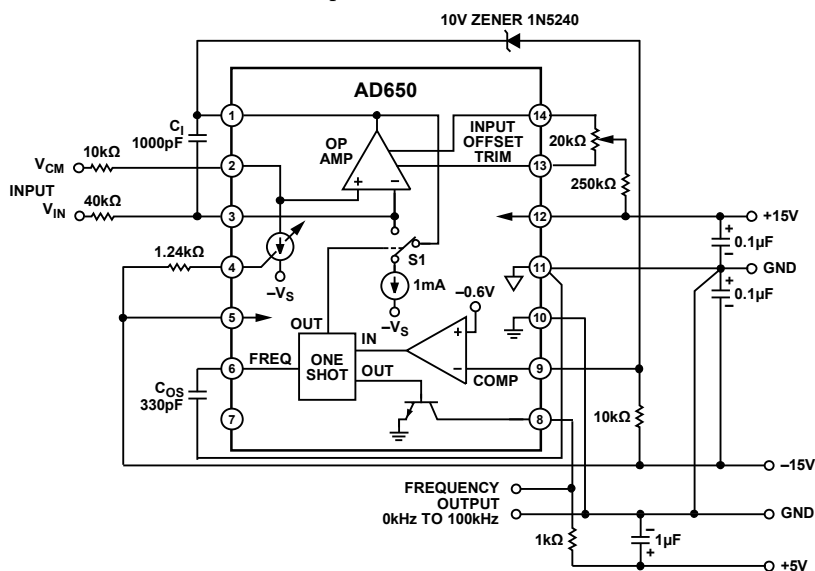 10V ZENER 1N5240
AD650
1
C_I
1000pF
OP
AMP
INPUT
OFFSET
TRIM
14
20kΩ
13
250kΩ
V_CM
10kΩ
2
INPUT
V_IN
40kΩ
3
+
–
12
+15V
+
0.1µF
–
1.24kΩ
4
–V_S
S1
1mA
–V_S
11
GND
+
0.1µF
–
5
OUT
–0.6V
10
6
FREQ
ONE
SHOT
IN
OUT
+
–
COMP
9
C_OS
330pF
7
8
10kΩ
–15V
FREQUENCY
OUTPUT
0kHz TO 100kHz
GND
1kΩ
–
1µF
+
+5V